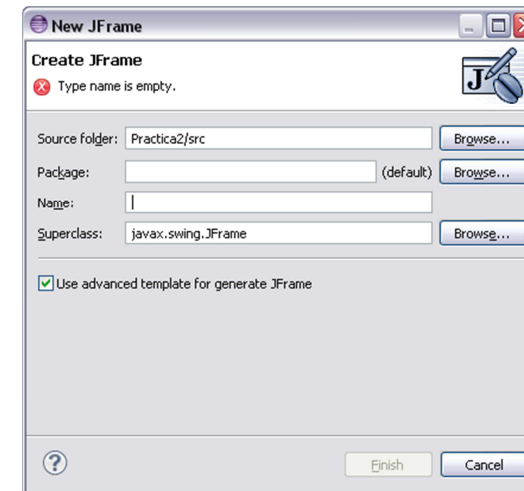 New JFrame
Create JFrame
Type name is empty.
Source folder: Practica2/src Browse...
Package: (default) Browse...
Name:
Superclass: javax.swing.JFrame Browse...
Use advanced template for generate JFrame
Finish Cancel